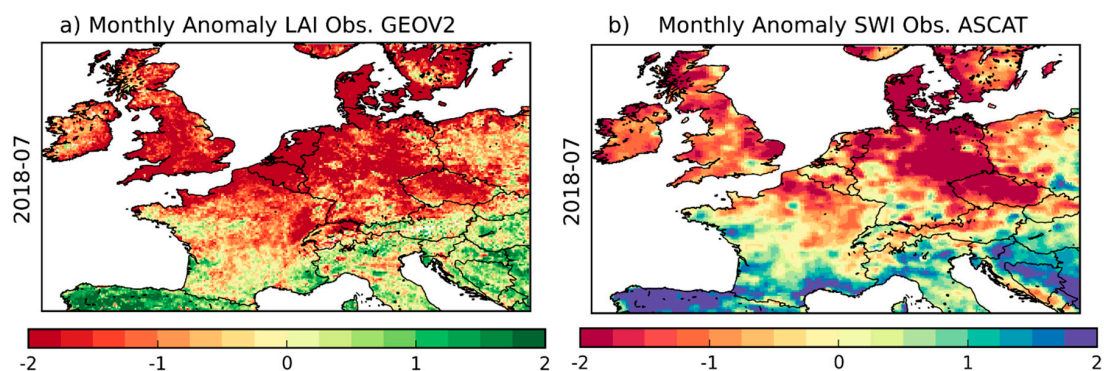 a) Monthly Anomaly LAI Obs. GEOV2
b) Monthly Anomaly SWI Obs. ASCAT
2018-07
2018-07
-2 -1 0 1 2
-2 -1 0 1 2